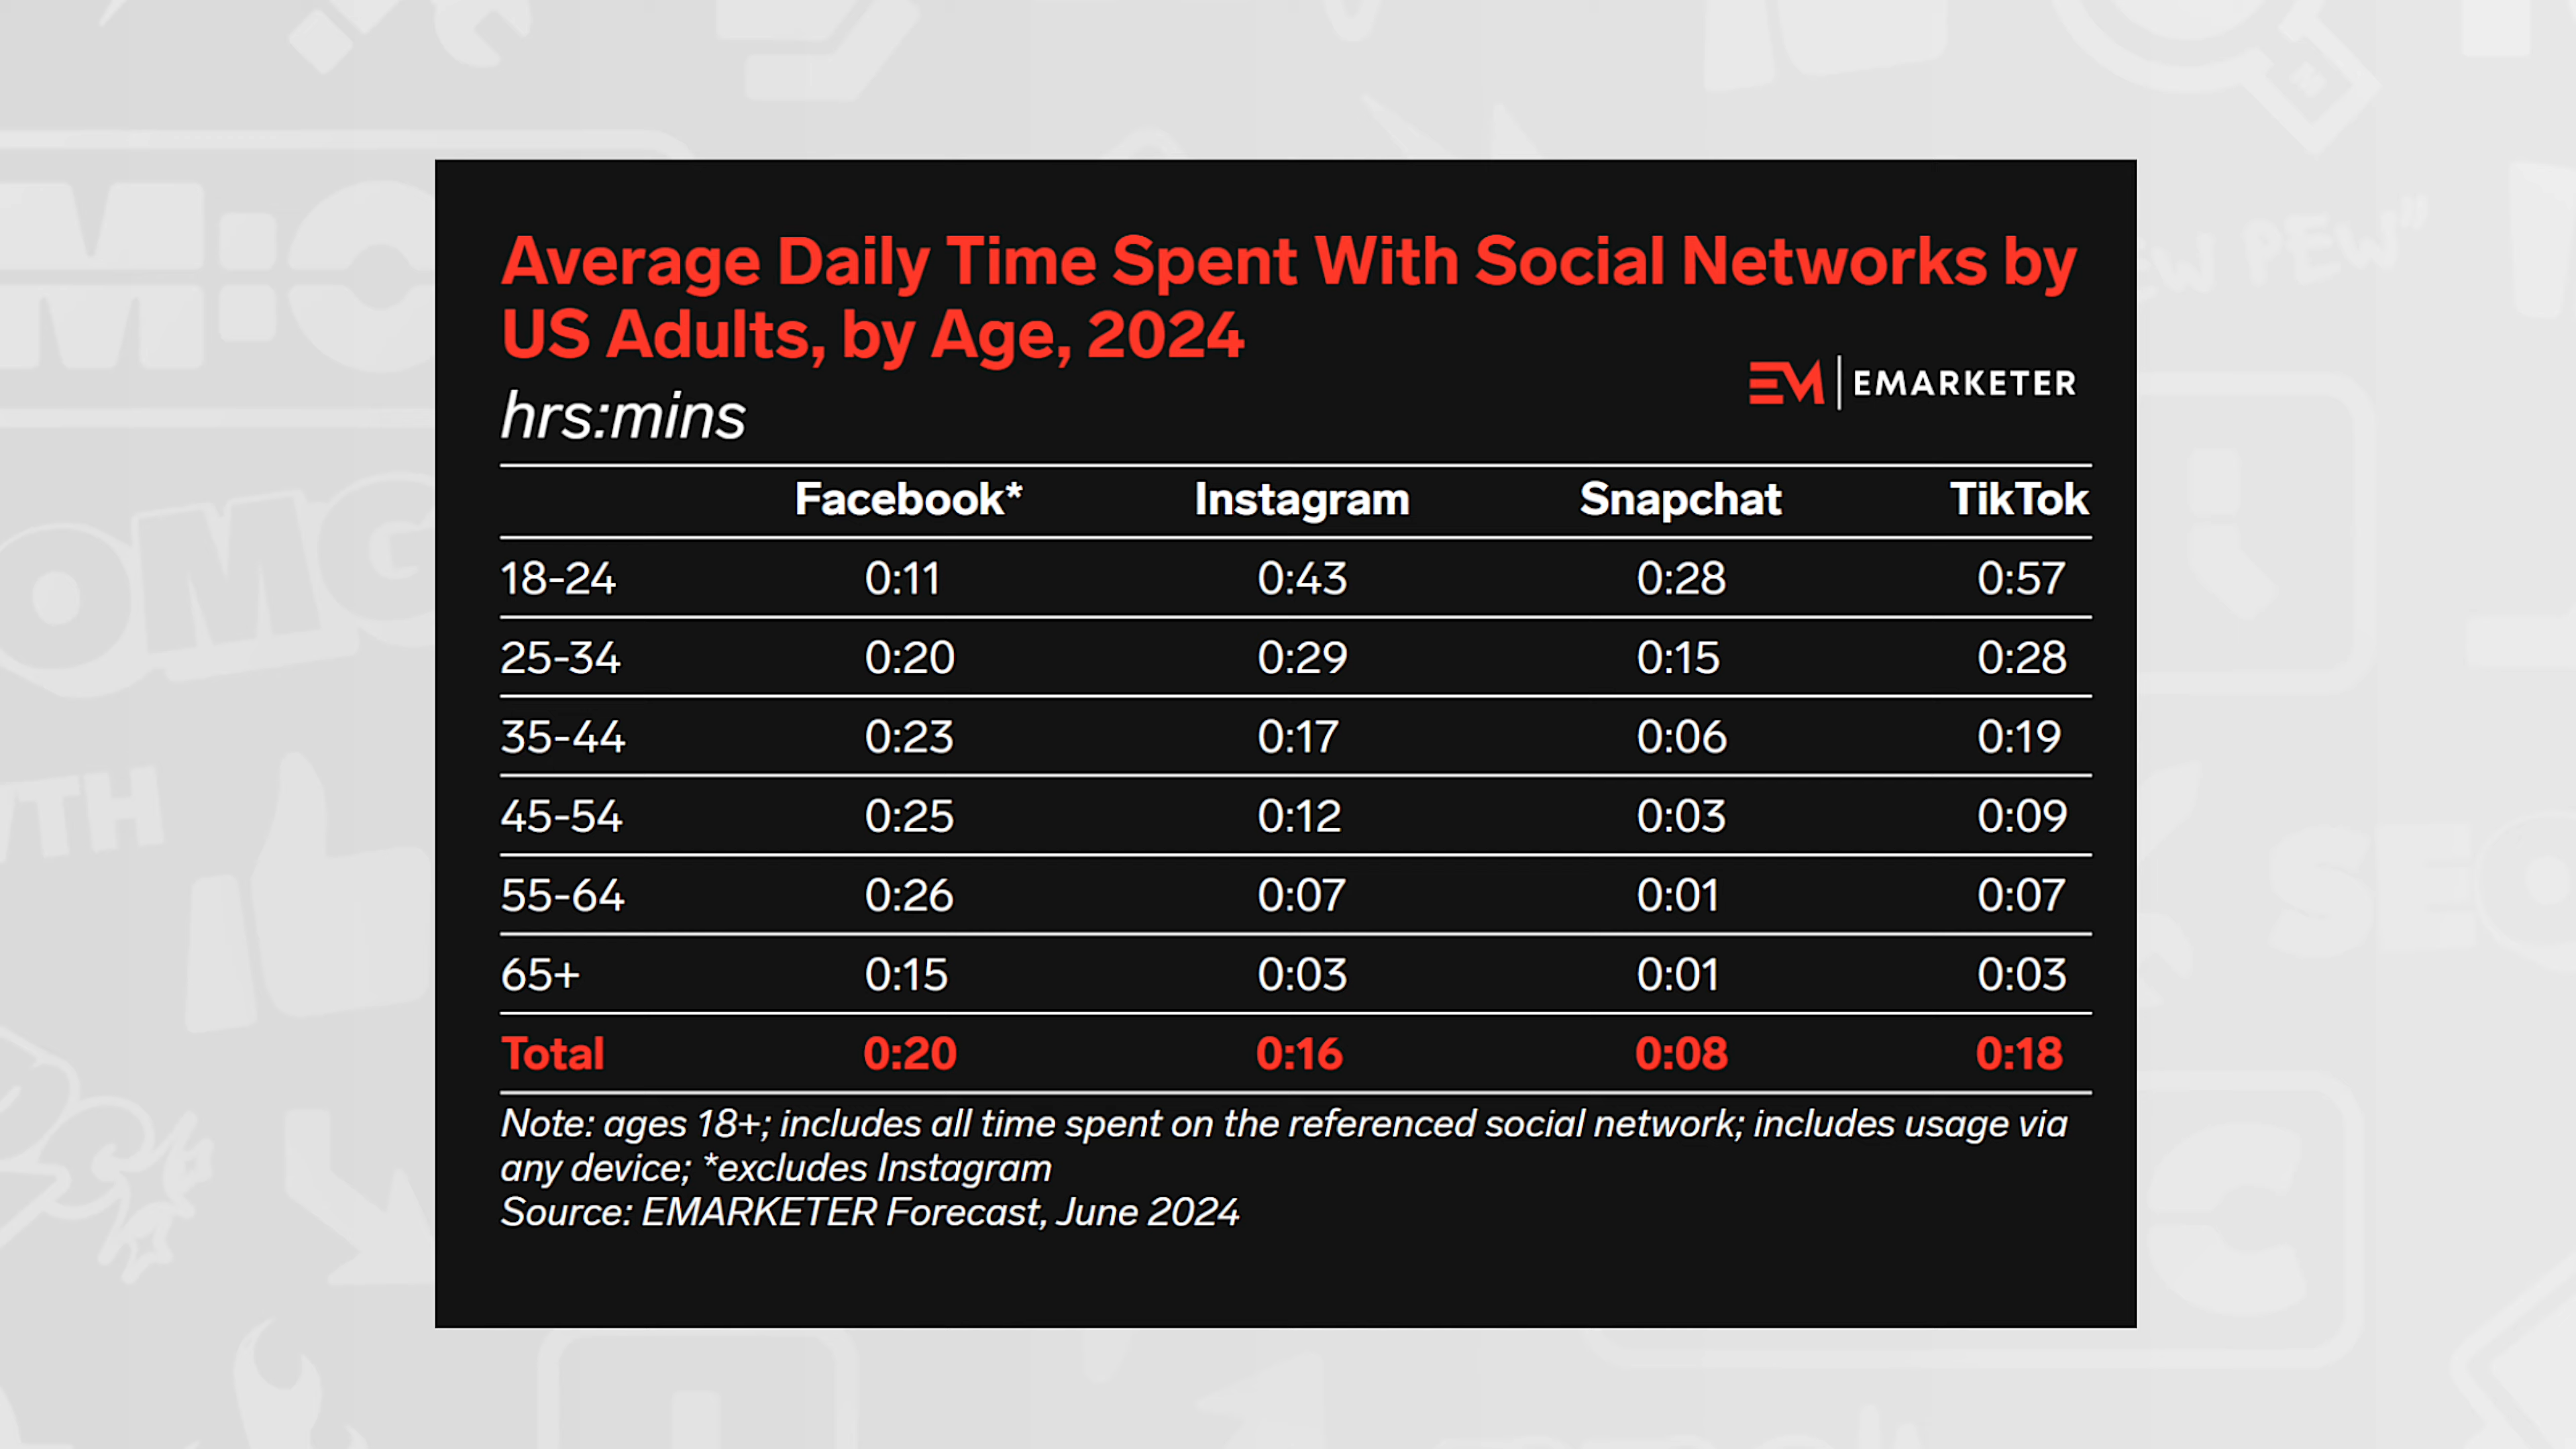 Average Daily Time Spent With Social Networks by
US Adults, by Age, 2024
hrs:mins
EM | EMARKETER
Facebook* Instagram Snapchat TikTok
18-24 0:11 0:43 0:28 0:57
25-34 0:20 0:29 0:15 0:28
35-44 0:23 0:17 0:06 0:19
45-54 0:25 0:12 0:03 0:09
55-64 0:26 0:07 0:01 0:07
65+ 0:15 0:03 0:01 0:03
Total 0:20 0:16 0:08 0:18
Note: ages 18+; includes all time spent on the referenced social network; includes usage via
any device; *excludes Instagram
Source: EMARKETER Forecast, June 2024
OMG
PEW"
SEO